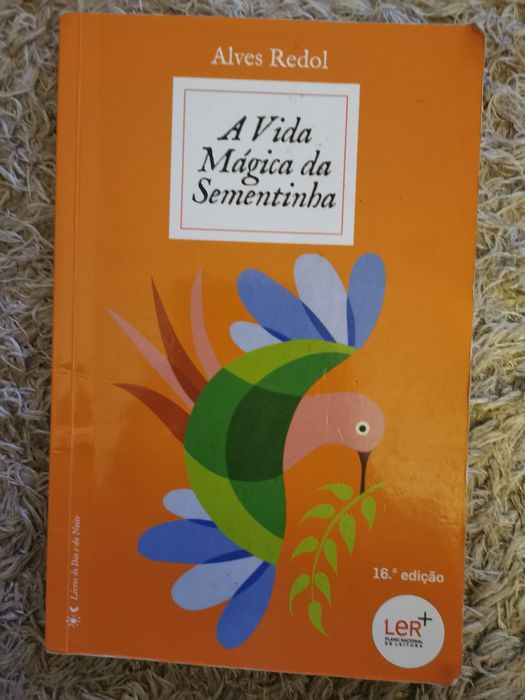 Alves Redol
A Vida
Mágica da
Sementinha
Livros do Dia e da Noite
16.ª edição
LeR+
PLANO NACIONAL
DE LEITURA